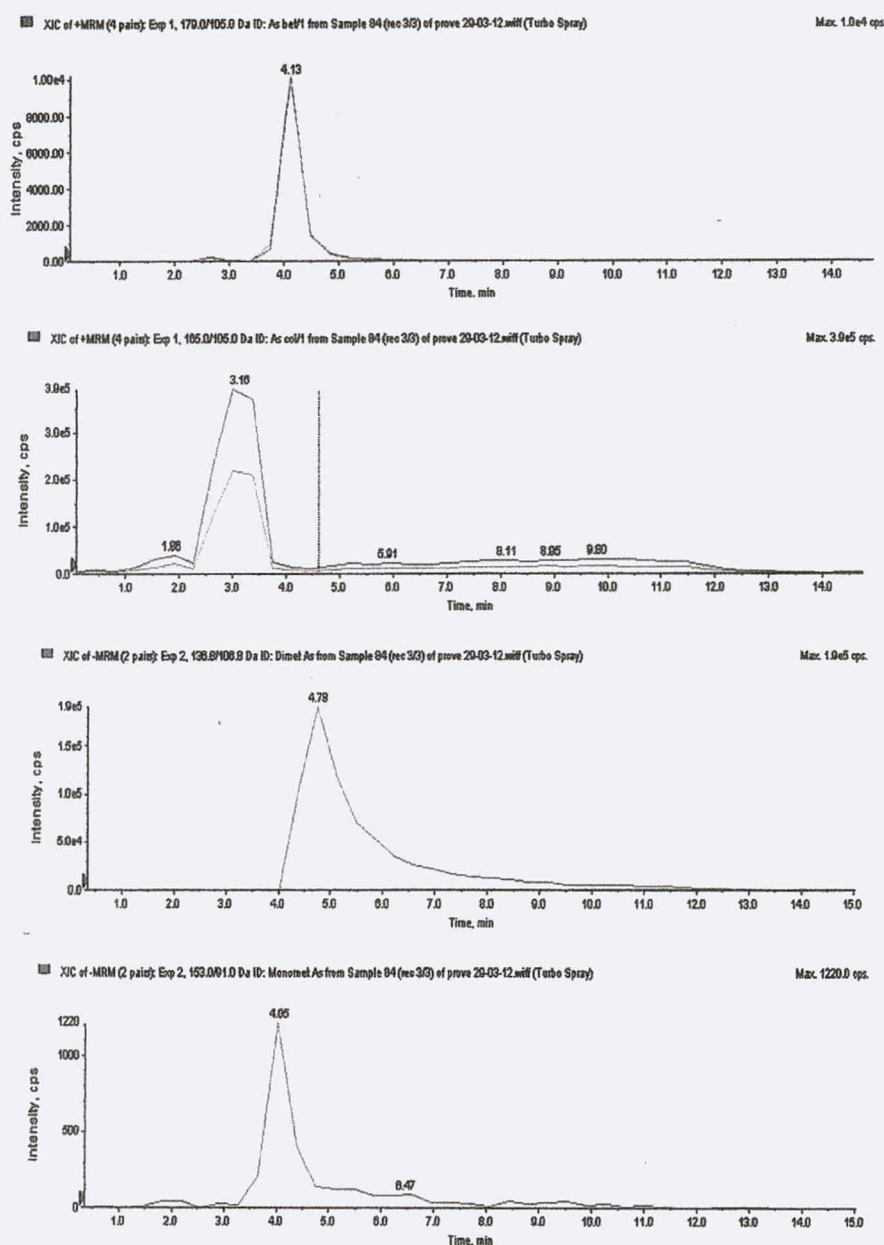 XIC of +MRM (4 pairs): Exp 1, 179.0/105.0 Da ID: As bet/1 from Sample 84 (rec 3/3) of prove 29-03-12.wiff (Turbo Spray) Max. 1.0e4 cps.
4.13
1.00e4
8000.00
6000.00
4000.00
2000.00
0.00
Intensity, cps
1.0 2.0 3.0 4.0 5.0 6.0 7.0 8.0 9.0 10.0 11.0 12.0 13.0 14.0
Time, min
XIC of +MRM (4 pairs): Exp 1, 165.0/105.0 Da ID: As col/1 from Sample 84 (rec 3/3) of prove 29-03-12.wiff (Turbo Spray) Max. 3.9e5 cps.
3.9e5
3.16
3.0e5
2.0e5
1.0e5
0.0
Intensity, cps
1.96 5.91 8.11 8.95 9.80
1.0 2.0 3.0 4.0 5.0 6.0 7.0 8.0 9.0 10.0 11.0 12.0 13.0 14.0
Time, min
XIC of -MRM (2 pairs): Exp 2, 136.8/106.8 Da ID: Dimet As from Sample 84 (rec 3/3) of prove 29-03-12.wiff (Turbo Spray) Max. 1.9e5 cps.
4.78
1.9e5
1.5e5
1.0e5
5.0e4
0.0
Intensity, cps
1.0 2.0 3.0 4.0 5.0 6.0 7.0 8.0 9.0 10.0 11.0 12.0 13.0 14.0 15.0
Time, min
XIC of -MRM (2 pairs): Exp 2, 153.0/91.0 Da ID: Monomet As from Sample 84 (rec 3/3) of prove 29-03-12.wiff (Turbo Spray) Max. 1220.0 cps.
4.05
1220
1000
500
0
Intensity, cps
6.47
1.0 2.0 3.0 4.0 5.0 6.0 7.0 8.0 9.0 10.0 11.0 12.0 13.0 14.0 15.0
Time, min